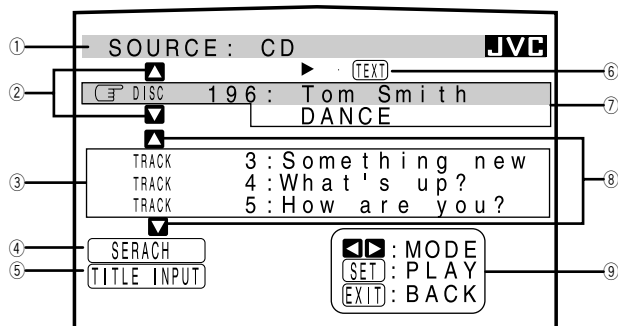 ① SOURCE: CD JVC
② ▲ ► TEXT ⑥
DISC 196: Tom Smith ⑦
▼ DANCE
▲
③ TRACK 3:Something new ⑧
TRACK 4:What's up?
TRACK 5:How are you?
▼
④ SERACH ◄►: MODE
⑤ TITLE INPUT SET: PLAY ⑨
EXIT: BACK